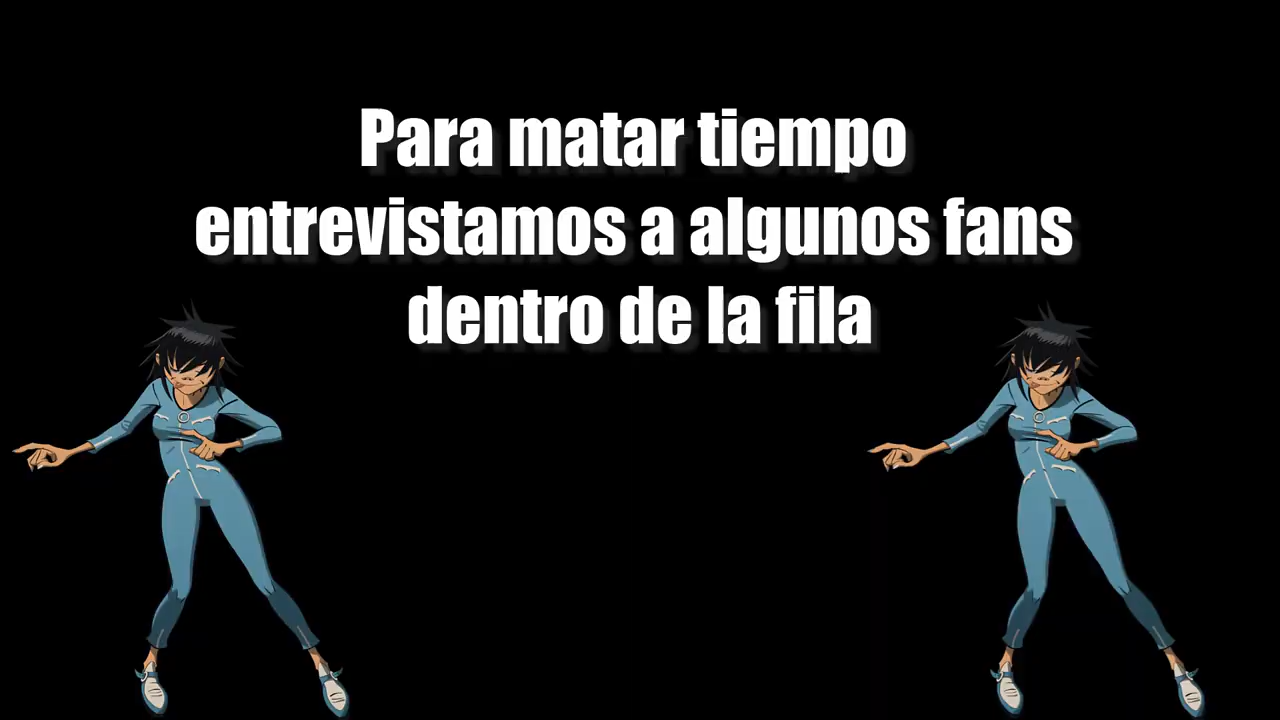 Para matar tiempo
entrevistamos a algunos fans
dentro de la fila